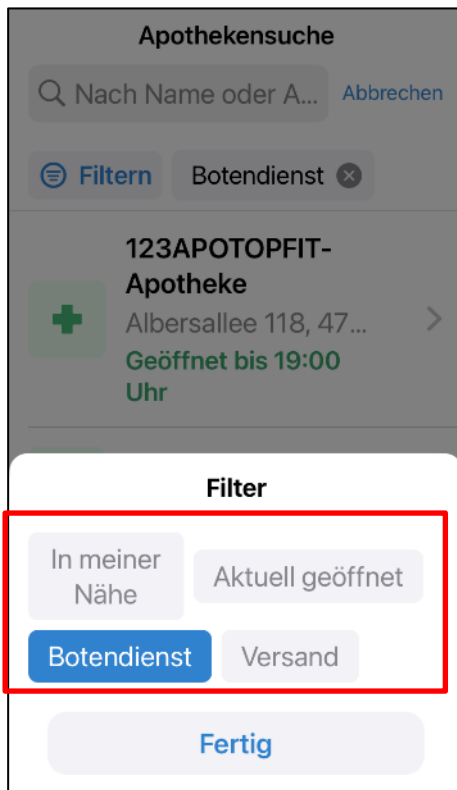 Apothekensuche
Nach Name oder A... Abbrechen
Filtern Botendienst
123APOTOPFIT-
Apotheke
Albersallee 118, 47...
Geöffnet bis 19:00
Uhr
Filter
In meiner
Nähe
Aktuell geöffnet
Botendienst Versand
Fertig